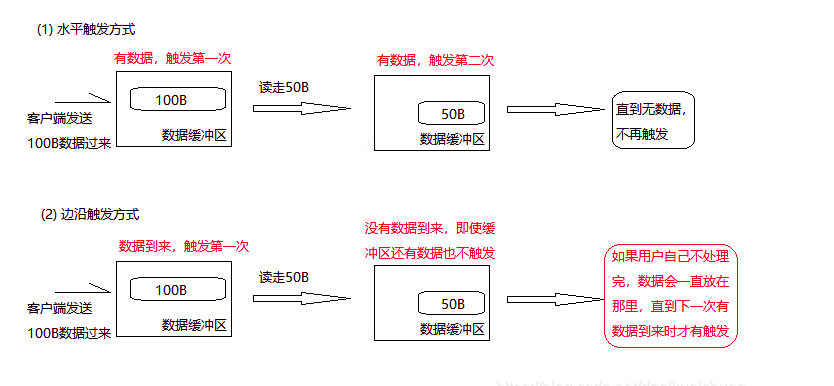 (1) 水平触发方式
有数据，触发第一次
有数据，触发第二次
100B
读走50B
客户端发送
100B数据过来
数据缓冲区
50B
数据缓冲区
直到无数据，
不再触发
(2) 边沿触发方式
数据到来，触发第一次
没有数据到来，即使缓
冲区还有数据也不触发
100B
读走50B
客户端发送
100B数据过来
数据缓冲区
50B
数据缓冲区
如果用户自己不处理
完，数据会一直放在
那里，直到下一次有
数据到来时才有触发